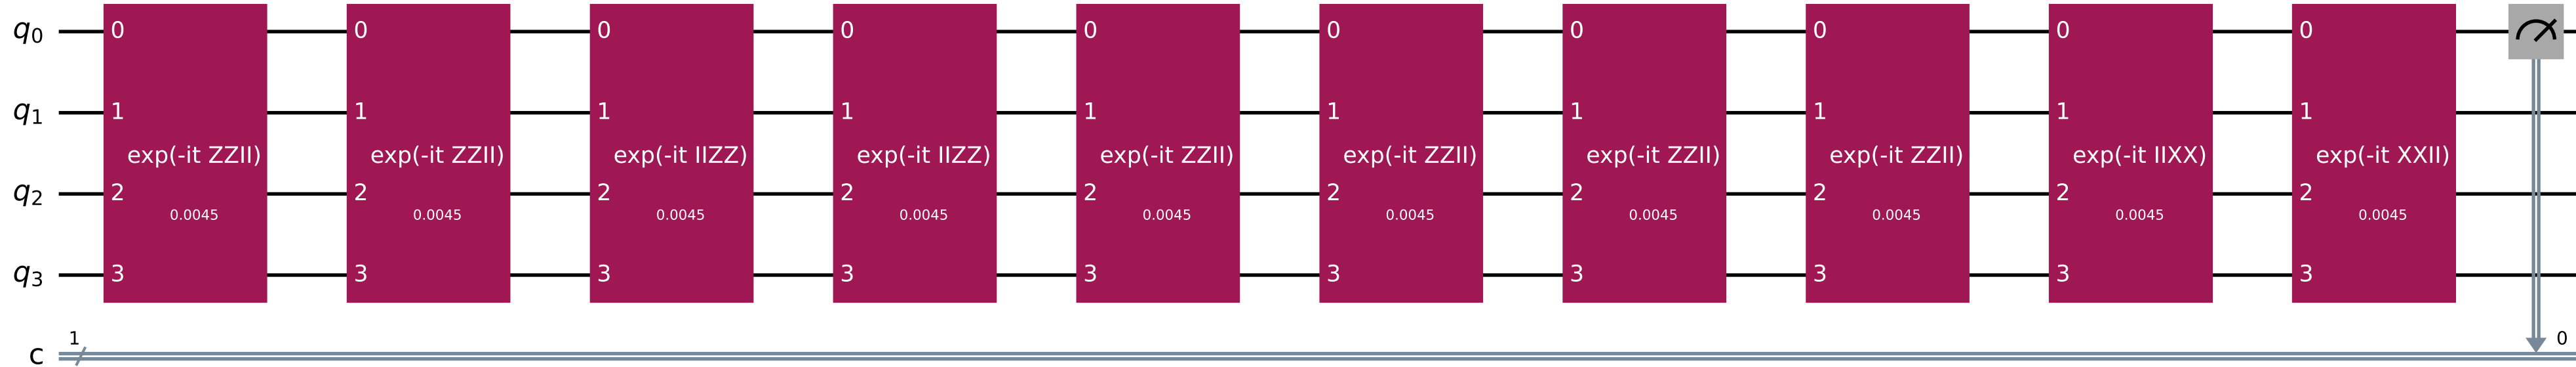 q0 0 0 0 0 0 0 0 0 0 0
q1 1 1 1 1 1 1 1 1 1 1
exp(-it ZZII) exp(-it ZZII) exp(-it IIZZ) exp(-it IIZZ) exp(-it ZZII) exp(-it ZZII) exp(-it ZZII) exp(-it ZZII) exp(-it IIXX) exp(-it XXII)
q2 2 2 2 2 2 2 2 2 2 2
0.0045 0.0045 0.0045 0.0045 0.0045 0.0045 0.0045 0.0045 0.0045 0.0045
q3 3 3 3 3 3 3 3 3 3 3
1 0
c